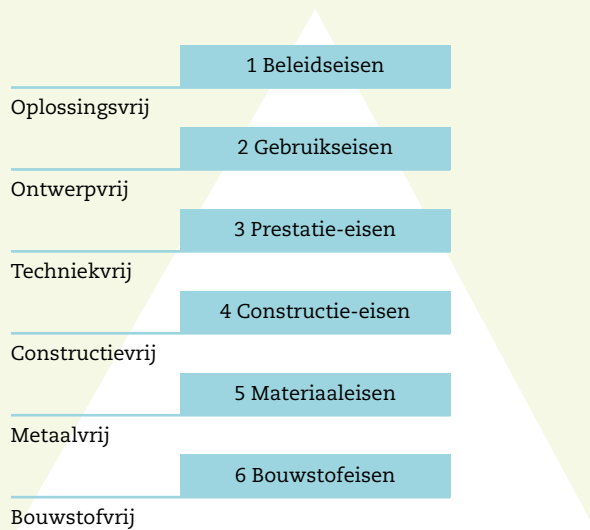 1 Beleidseisen
Oplossingsvrij
2 Gebruikseisen
Ontwerpvrij
3 Prestatie-eisen
Techniekvrij
4 Constructie-eisen
Constructievrij
5 Materiaaleisen
Metaalvrij
6 Bouwstofeisen
Bouwstofvrij